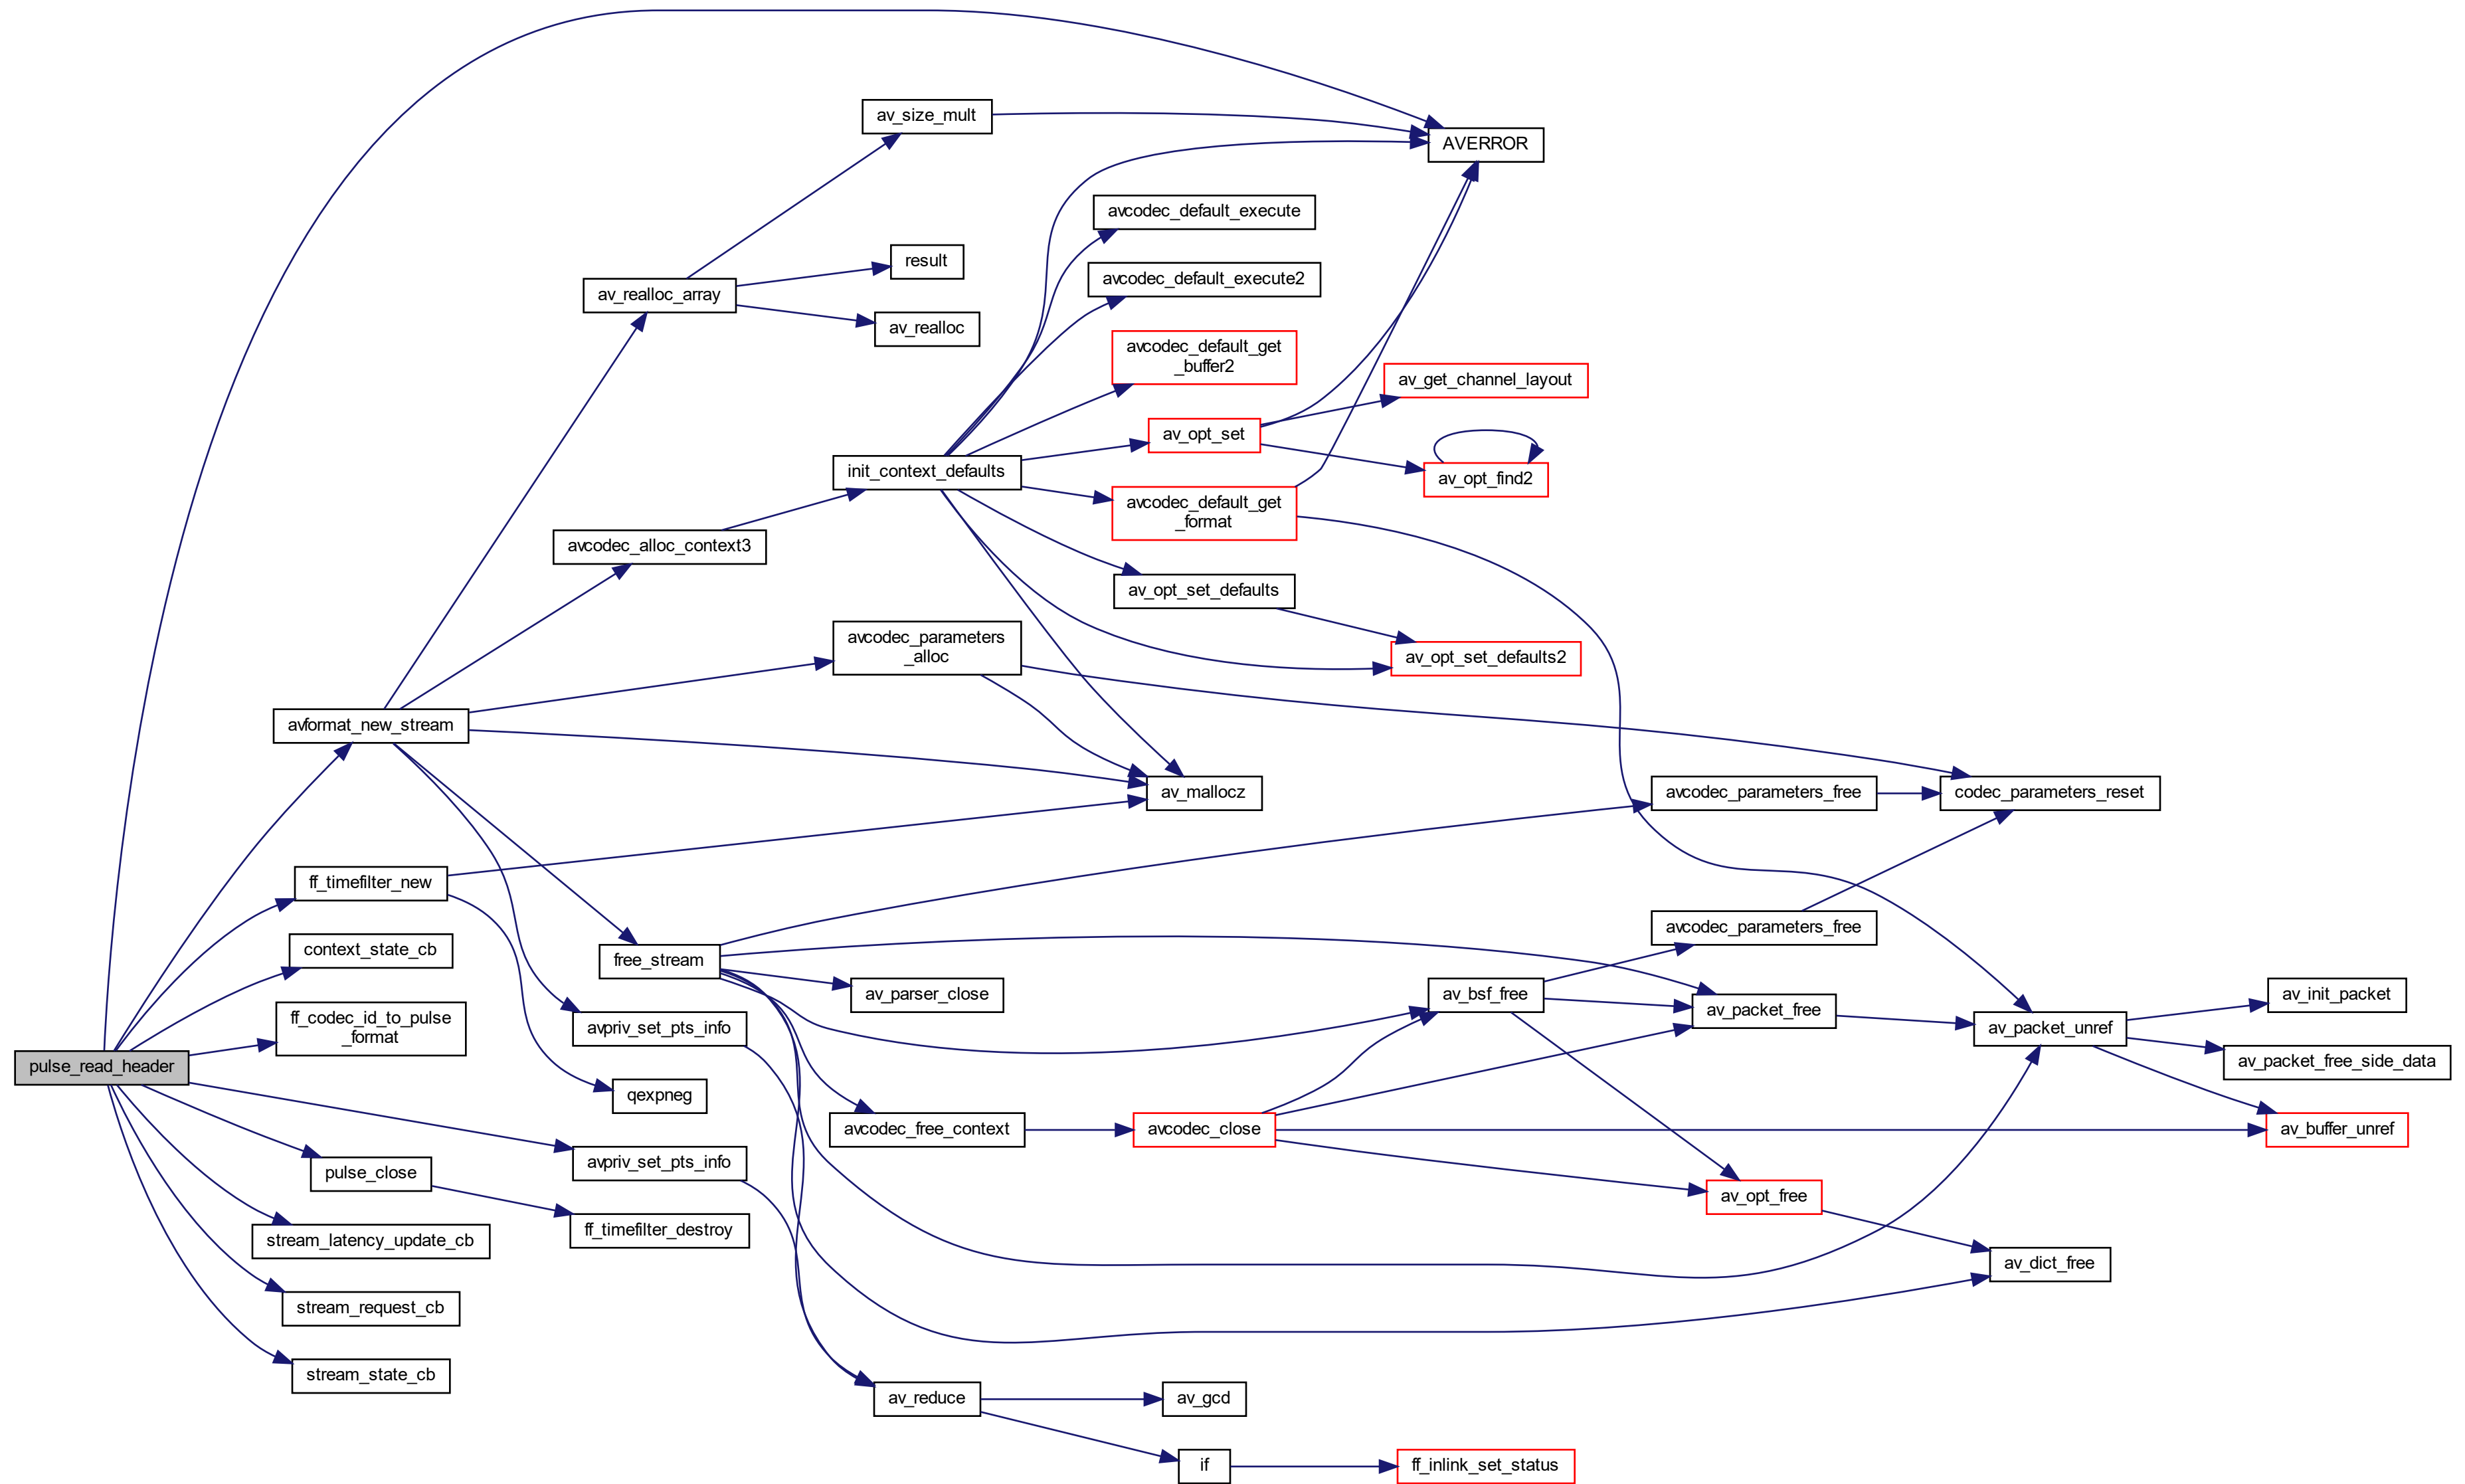 pulse_read_header
avformat_new_stream
ff_timefilter_new
context_state_cb
ff_codec_id_to_pulse
_format
pulse_close
stream_latency_update_cb
stream_request_cb
stream_state_cb
av_realloc_array
avcodec_alloc_context3
free_stream
avpriv_set_pts_info
qexpneg
avpriv_set_pts_info
ff_timefilter_destroy
av_size_mult
result
av_realloc
init_context_defaults
avcodec_parameters
_alloc
av_parser_close
avcodec_free_context
av_reduce
avcodec_default_execute
avcodec_default_execute2
avcodec_default_get
_buffer2
av_opt_set
avcodec_default_get
_format
av_opt_set_defaults
av_mallocz
avcodec_close
av_gcd
if
AVERROR
av_get_channel_layout
av_opt_find2
av_opt_set_defaults2
av_bsf_free
ff_inlink_set_status
avcodec_parameters_free
avcodec_parameters_free
av_packet_free
av_opt_free
codec_parameters_reset
av_packet_unref
av_dict_free
av_init_packet
av_packet_free_side_data
av_buffer_unref